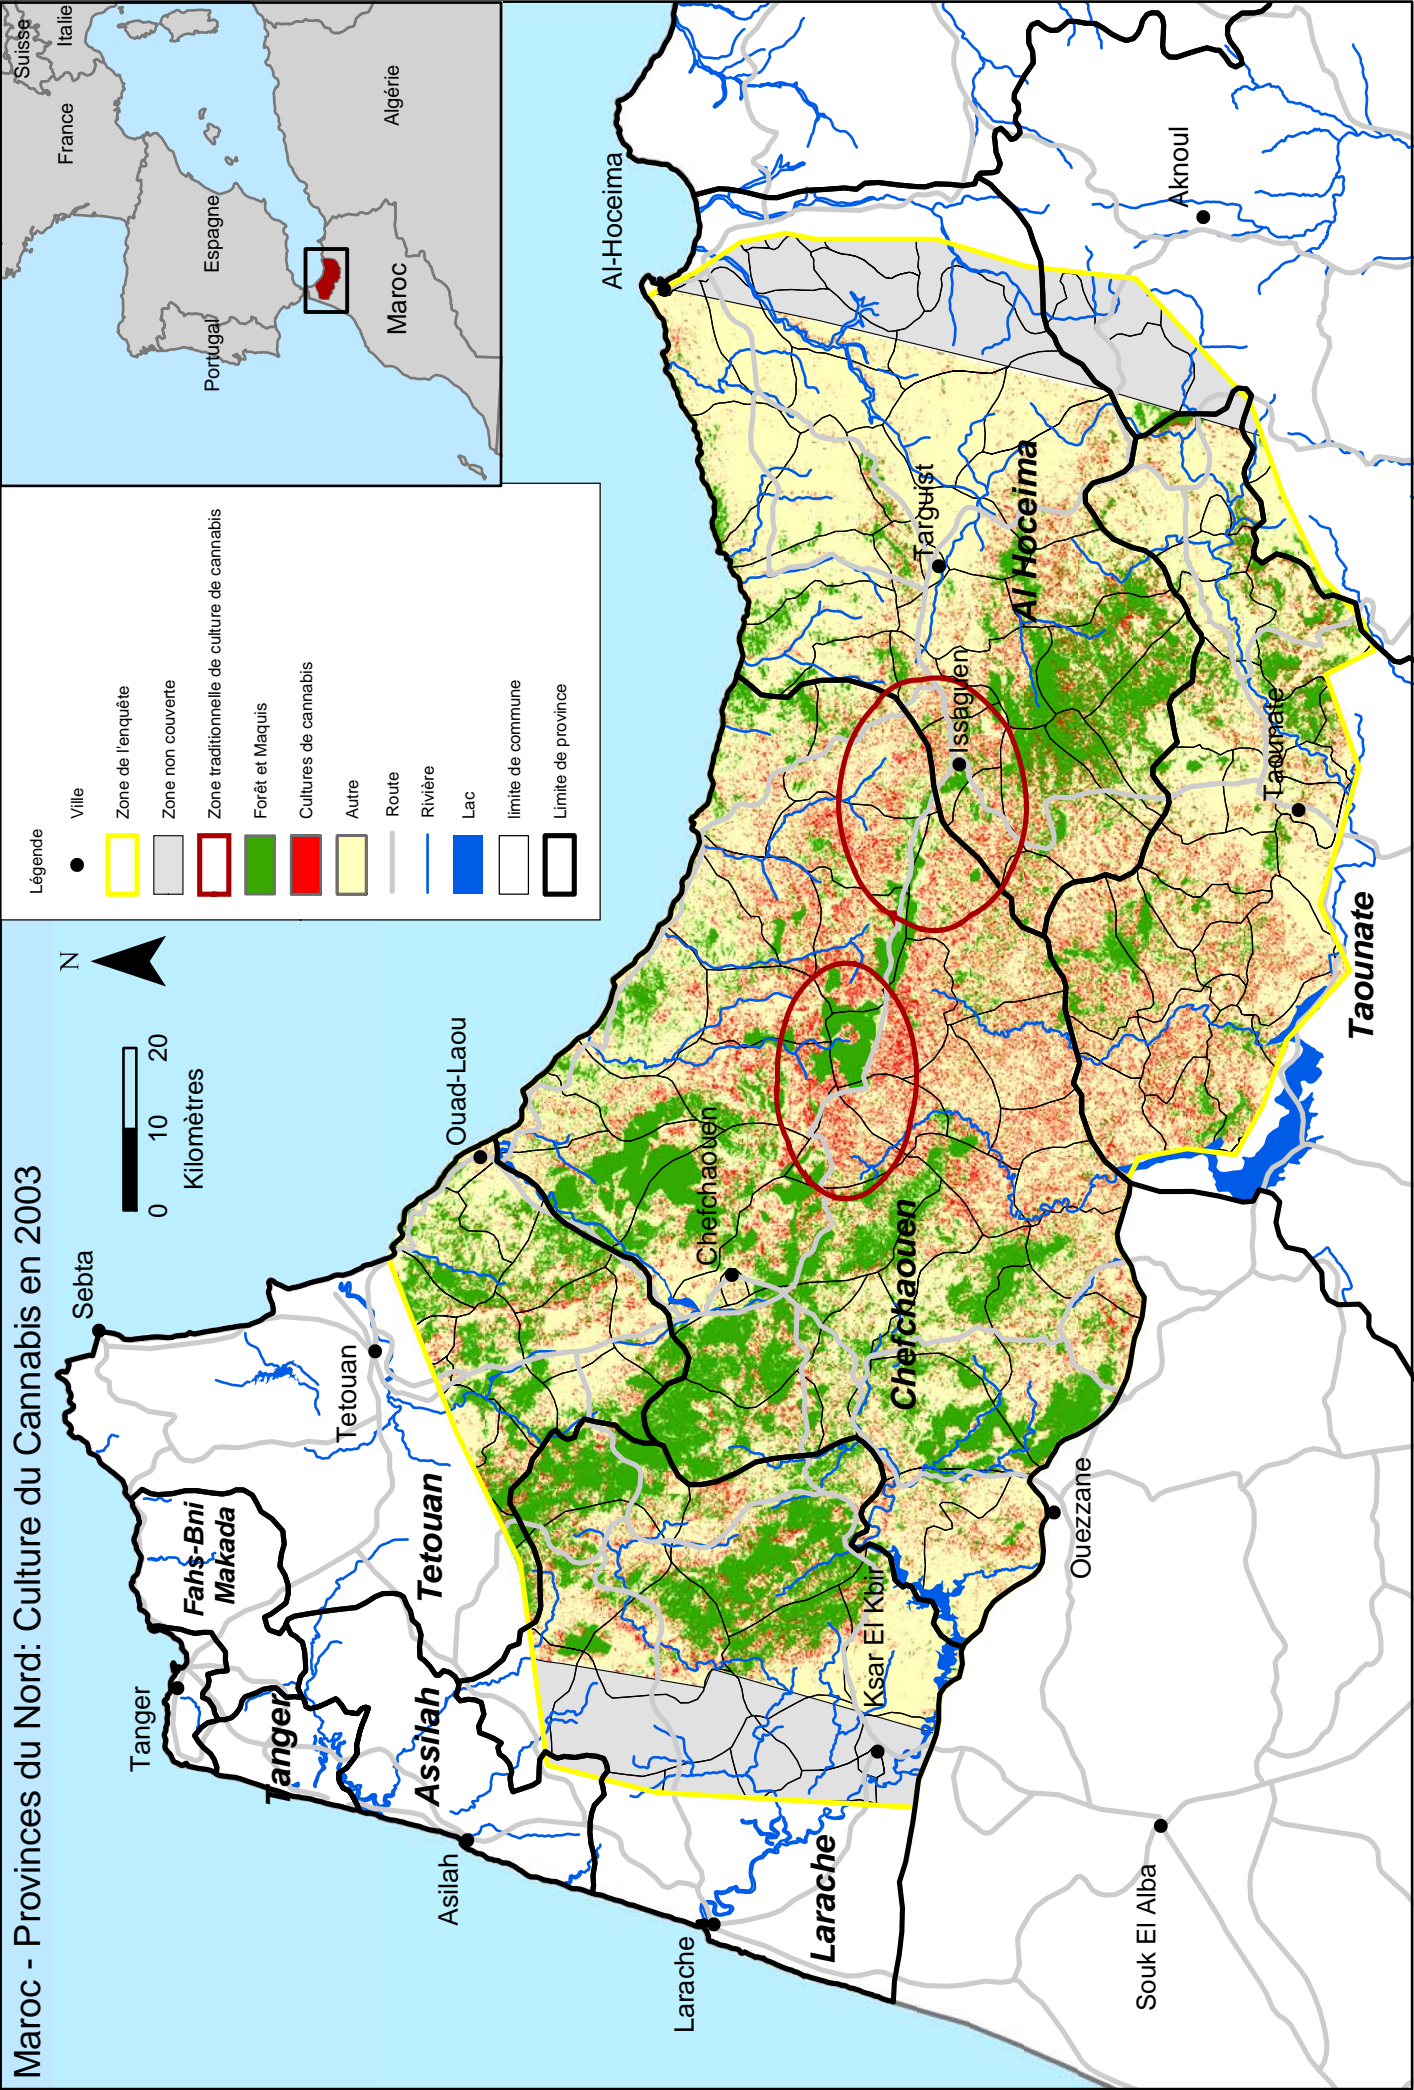 Maroc - Provinces du Nord: Culture du Cannabis en 2003
N
0 10 20
Kilomètres
Légende
Ville
Zone de l'enquête
Zone non couverte
Zone traditionnelle de culture de cannabis
Forêt et Maquis
Cultures de cannabis
Autre
Route
Rivière
Lac
limite de commune
Limite de province
Suisse
Italie
France
Espagne
Portugal
Algérie
Maroc
Sebta
Tanger
Fahs-Bni
Makada
Tetouan
Tanger
Assilah
Tetouan
Asilah
Ouad-Laou
Al-Hoceima
Larache
Chefchaouen
Larache
Ksar El Kbir
Chefchaouen
Targuist
Issaguen
Al Hoceima
Ouezzane
Souk El Alba
Aknoul
Taounate
Taounate